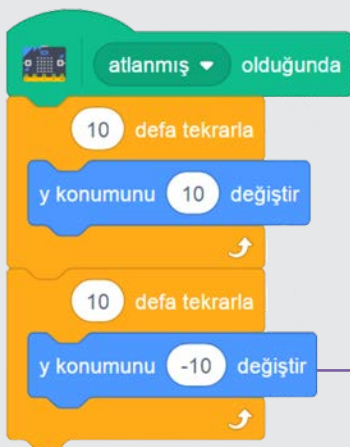 atlanmış olduğunda
10 defa tekrarla
y konumunu 10 değiştir
10 defa tekrarla
y konumunu -10 değiştir